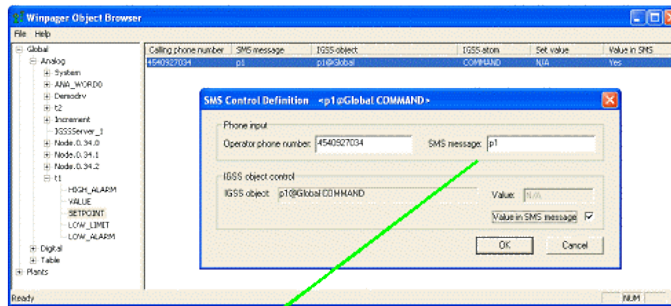 Winpager Object Browser
File Help
Global
Analog
System
ANA_WORD0
Demodrv
t2
Increment
IGSSServer_1
Node.0.34.0
Node.0.34.1
Node.0.34.2
t1
HIGH_ALARM
VALUE
SETPOINT
LOW_LIMIT
LOW_ALARM
Digital
Table
Plants
Calling phone number SMS message IGSS object IGSS atom Set value Value in SMS
4540927034 p1 p1@Global COMMAND N/A Yes
SMS Control Definition <p1@Global COMMAND>
Phone input
Operator phone number: 4540927034 SMS message: p1
IGSS object control
IGSS object: p1@Global COMMAND Value: N/A
Value in SMS message
OK Cancel
Ready NUM